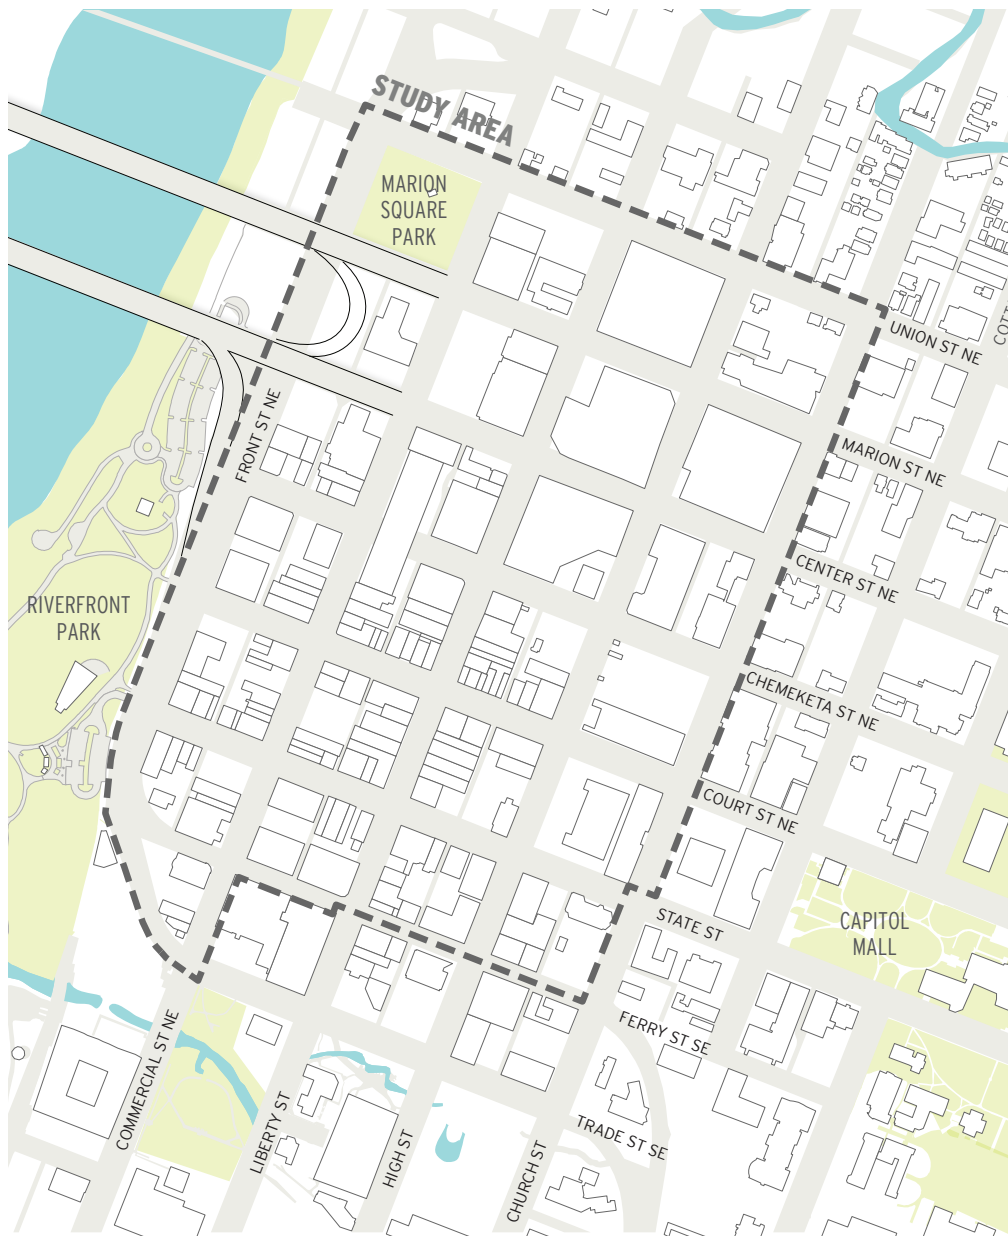 STUDY AREA
MARION
SQUARE
PARK
UNION ST NE
COTT
FRONT ST NE
MARION ST NE
CENTER ST NE
RIVERFRONT
PARK
CHEMEKETA ST NE
COURT ST NE
STATE ST
CAPITOL
MALL
FERRY ST SE
COMMERCIAL ST NE
LIBERTY ST
HIGH ST
CHURCH ST
TRADE ST SE